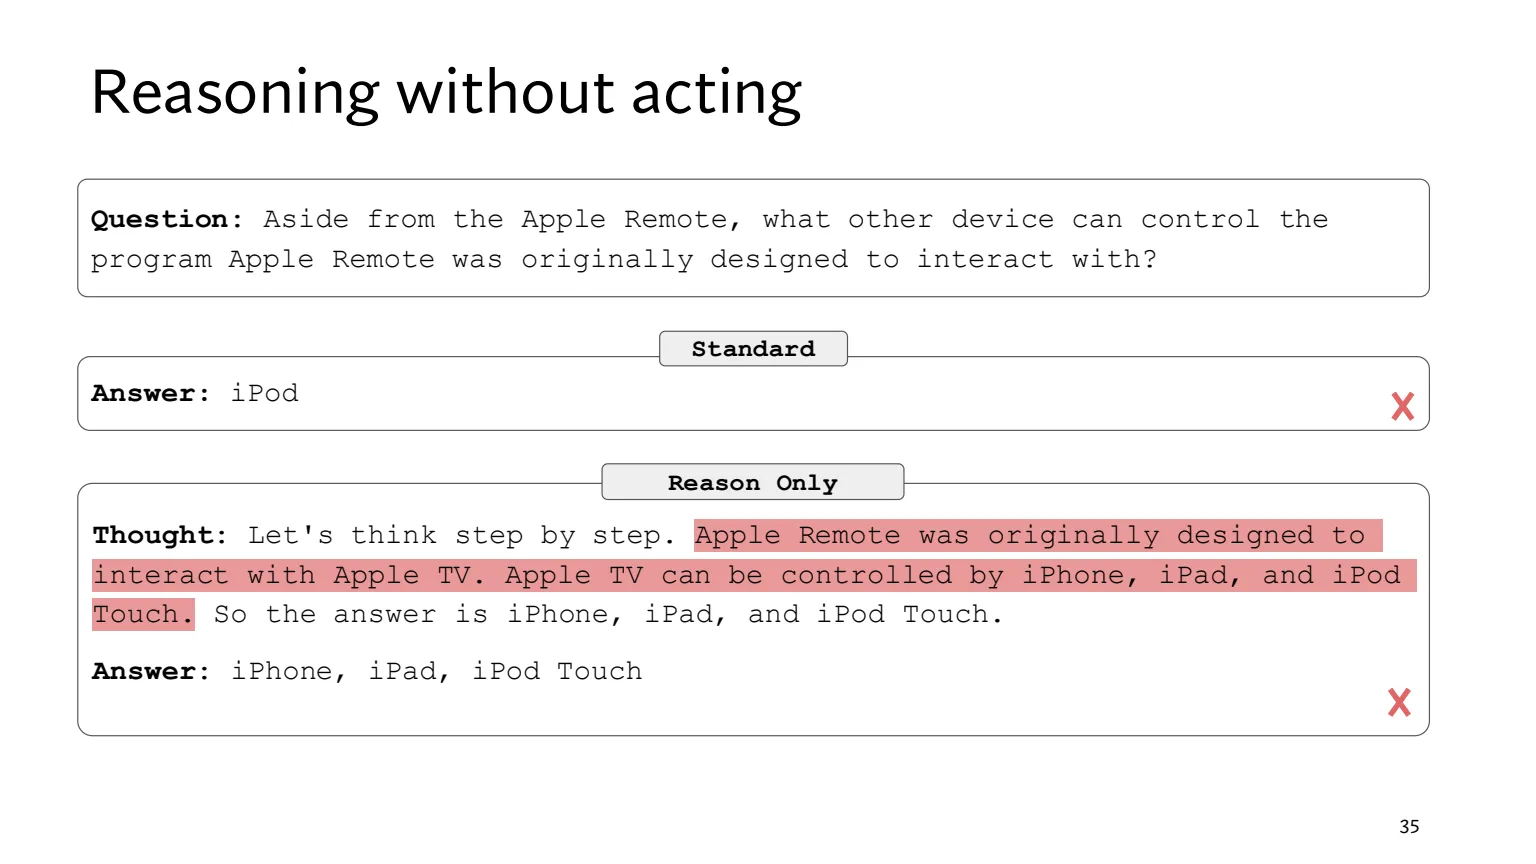 Reasoning without acting
Question: Aside from the Apple Remote, what other device can control the
program Apple Remote was originally designed to interact with?
Standard
Answer: iPod
X
Reason Only
Thought: Let's think step by step. Apple Remote was originally designed to
interact with Apple TV. Apple TV can be controlled by iPhone, iPad, and iPod
Touch. So the answer is iPhone, iPad, and iPod Touch.
Answer: iPhone, iPad, iPod Touch
X
35